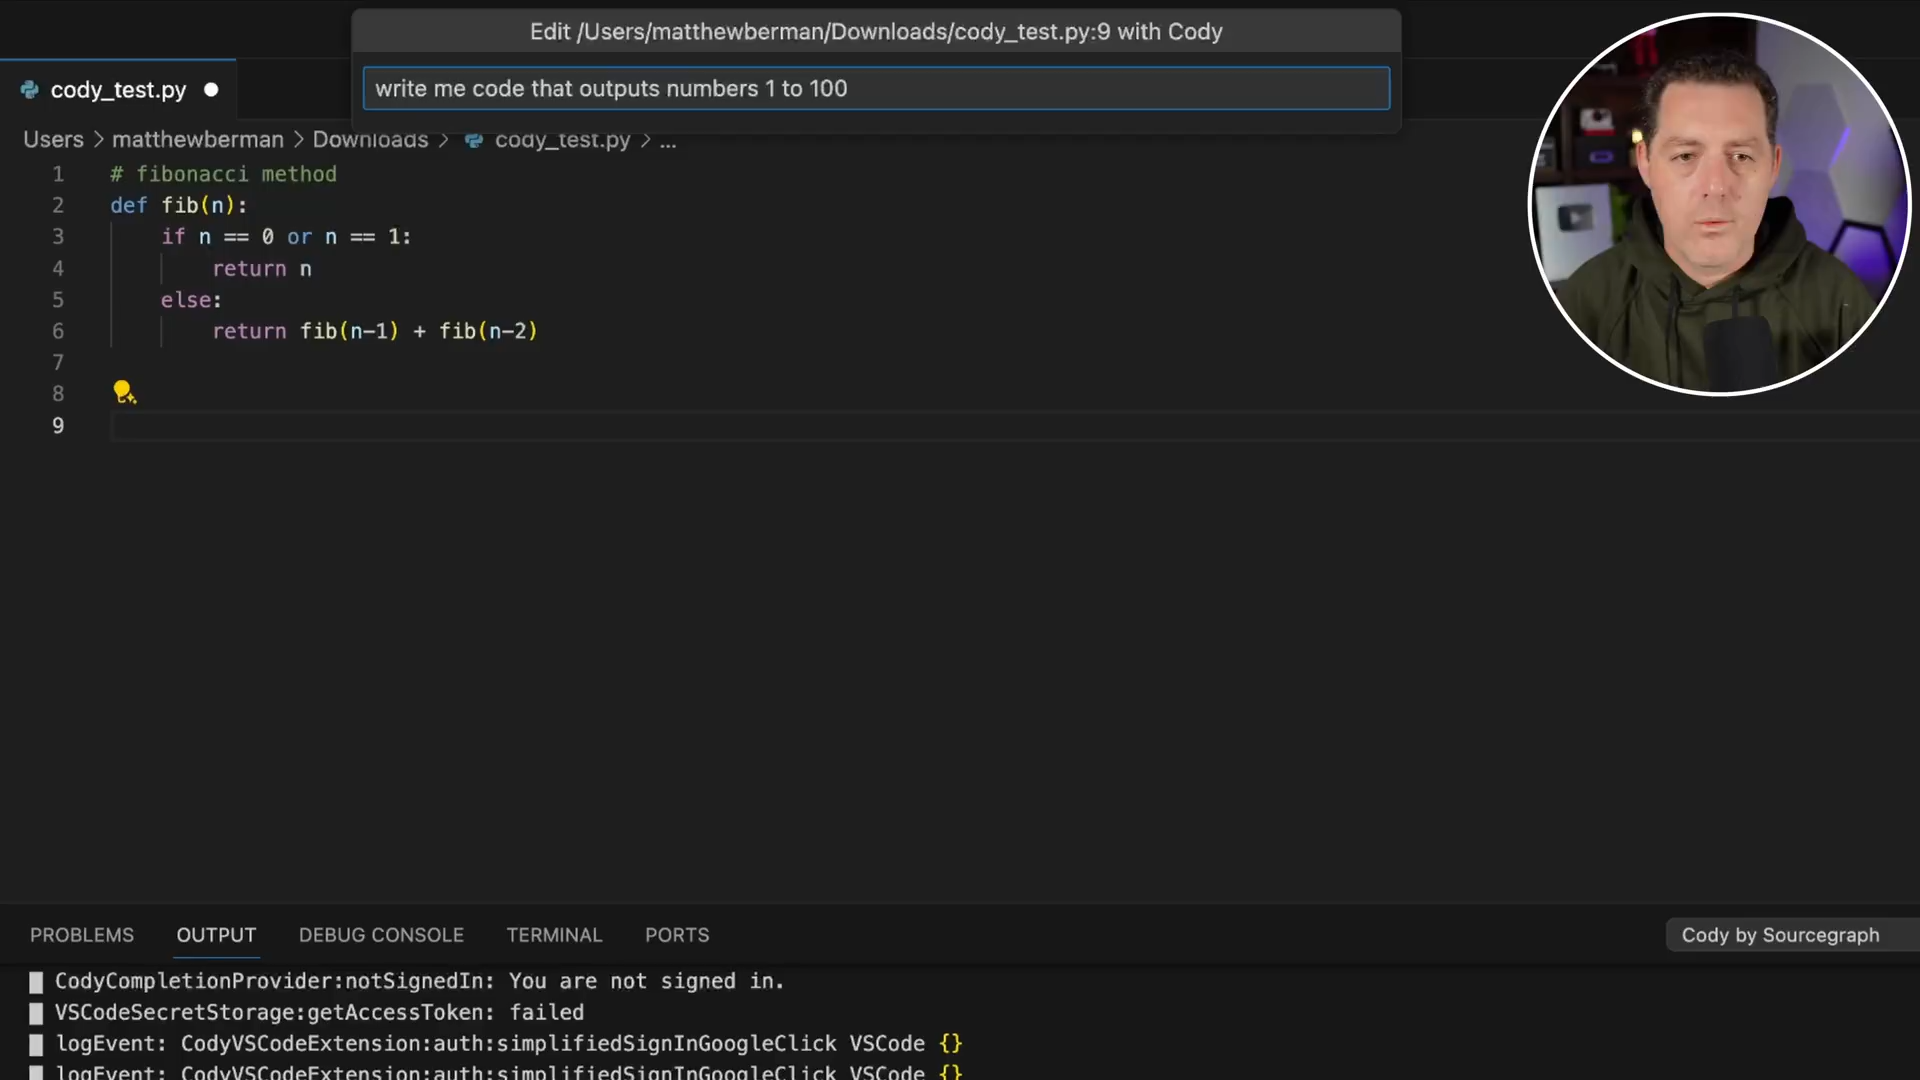 Edit /Users/matthewberman/Downloads/cody_test.py:9 with Cody
write me code that outputs numbers 1 to 100
cody_test.py
Users > matthewberman > Downloads > cody_test.py > ...
1 # fibonacci method
2 def fib(n):
3 if n == 0 or n == 1:
4 return n
5 else:
6 return fib(n-1) + fib(n-2)
7
8
9
PROBLEMS OUTPUT DEBUG CONSOLE TERMINAL PORTS Cody by Sourcegraph
█ CodyCompletionProvider:notSignedIn: You are not signed in.
█ VSCodeSecretStorage:getAccessToken: failed
█ logEvent: CodyVSCodeExtension:auth:simplifiedSignInGoogleClick VSCode {}
█ logEvent: CodyVSCodeExtension:auth:simplifiedSignInGoogleClick VSCode {}